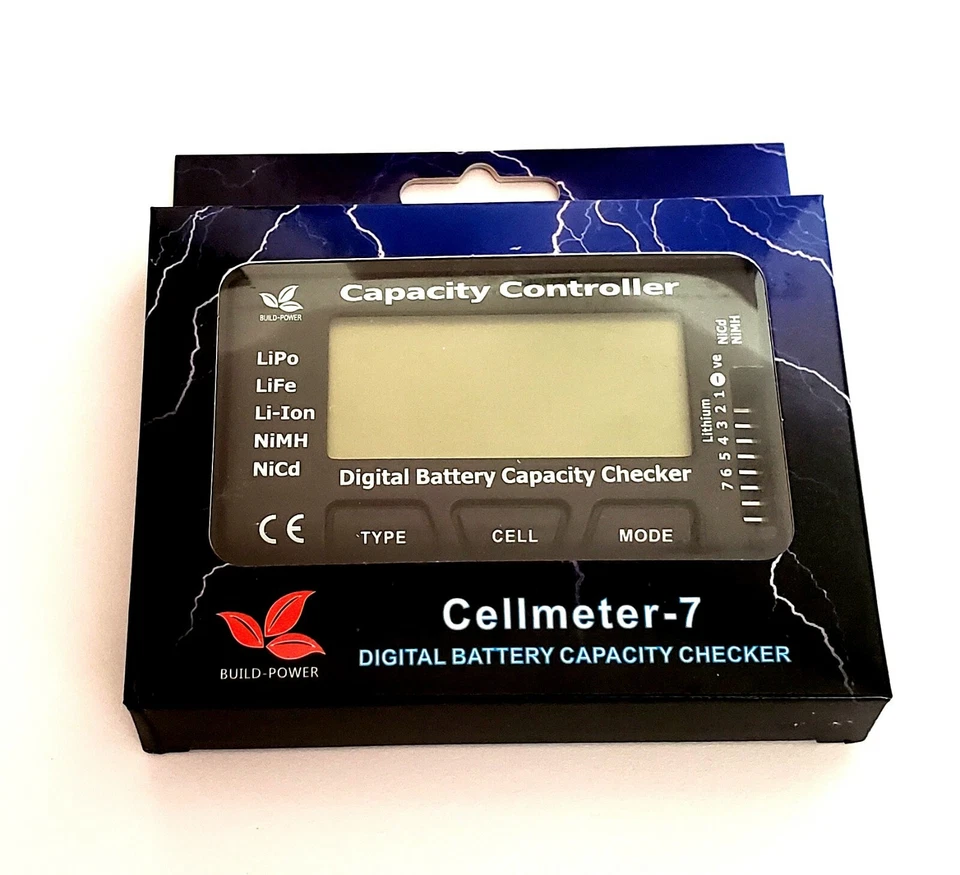 Capacity Controller
BUILD-POWER
LiPo
LiFe
Li-Ion
NiMH
NiCd
CE
Digital Battery Capacity Checker
TYPE
CELL
MODE
NiCd
NiMH
Lithium
7 6 5 4 3 2 1 − ve
Cellmeter-7
DIGITAL BATTERY CAPACITY CHECKER
BUILD-POWER